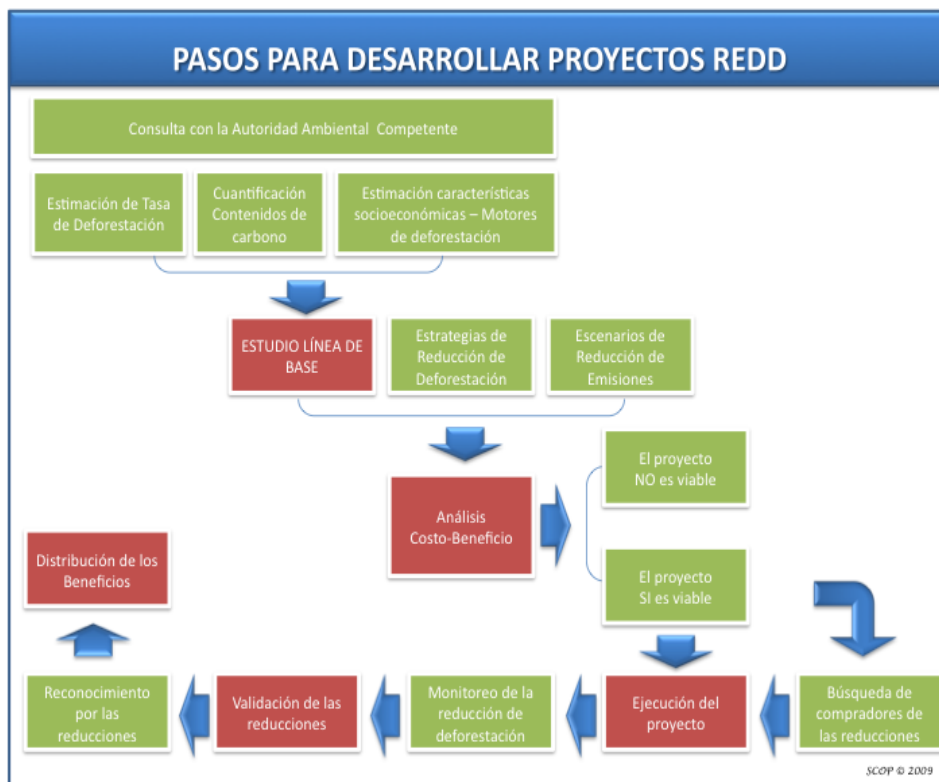 PASOS PARA DESARROLLAR PROYECTOS REDD
Consulta con la Autoridad Ambiental Competente
Estimación de Tasa
de Deforestación
Cuantificación
Contenidos de
carbono
Estimación características
socioeconómicas – Motores
de deforestación
ESTUDIO LÍNEA DE
BASE
Estrategias de
Reducción de
Deforestación
Escenarios de
Reducción de
Emisiones
El proyecto
NO es viable
Análisis
Costo-Beneficio
Distribución de los
Beneficios
El proyecto
SI es viable
Reconocimiento
por las
reducciones
Validación de las
reducciones
Monitoreo de la
reducción de
deforestación
Ejecución del
proyecto
Búsqueda de
compradores de
las reducciones
SCOP © 2009